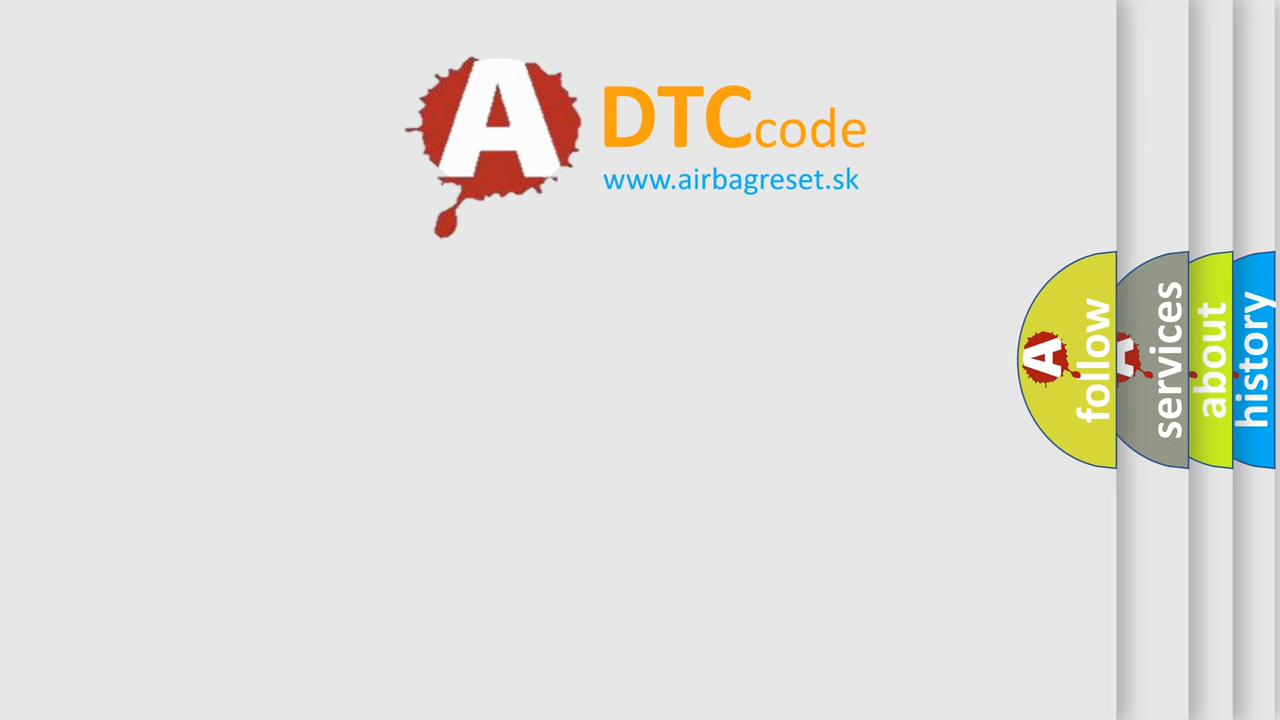 A
DTCcode
www.airbagreset.sk
A follow
A services
about
history